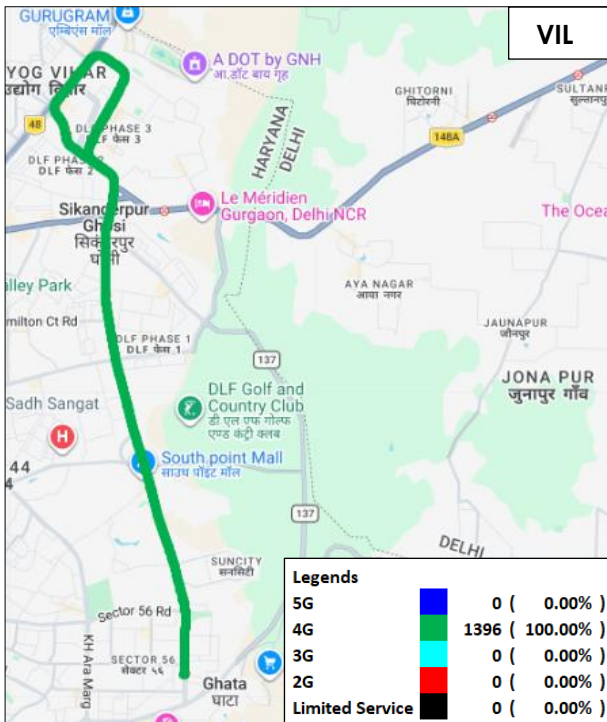 GURUGRAM
एम्बिएंस मॉल
VIL
A DOT by GNH
आ.डॉट बाय गृह
YOG VIHAR
उद्योग विहार
GHITORNI
घिटोरनी
SULTANP
सुल्तानपु
48
DLF PHASE 3
DLF फेस 3
148A
HARYANA
DELHI
DLF PHASE 2
DLF फेस 2
Le Méridien
Gurgaon, Delhi NCR
Sikanderpur
Ghosi
सिकंदरपुर
घोसी
The Ocea
alley Park
AYA NAGAR
आया नगर
milton Ct Rd
JAUNAPUR
जौनपुर
DLF PHASE 1
DLF फेस 1
137
JONA PUR
जुनापुर गाँव
DLF Golf and
Country Club
डी एल एफ गोल्फ
एण्ड कंट्री क्लब
Sadh Sangat
H
44
South point Mall
साउथ पॉइंट मॉल
137
DELHI
SUNCITY
सनसिटी
Sector 56 Rd
KH Ara Marg
SECTOR 56
सेक्टर ५६
Ghata
घाटा
Legends
5G 0 ( 0.00% )
4G 1396 ( 100.00% )
3G 0 ( 0.00% )
2G 0 ( 0.00% )
Limited Service 0 ( 0.00% )